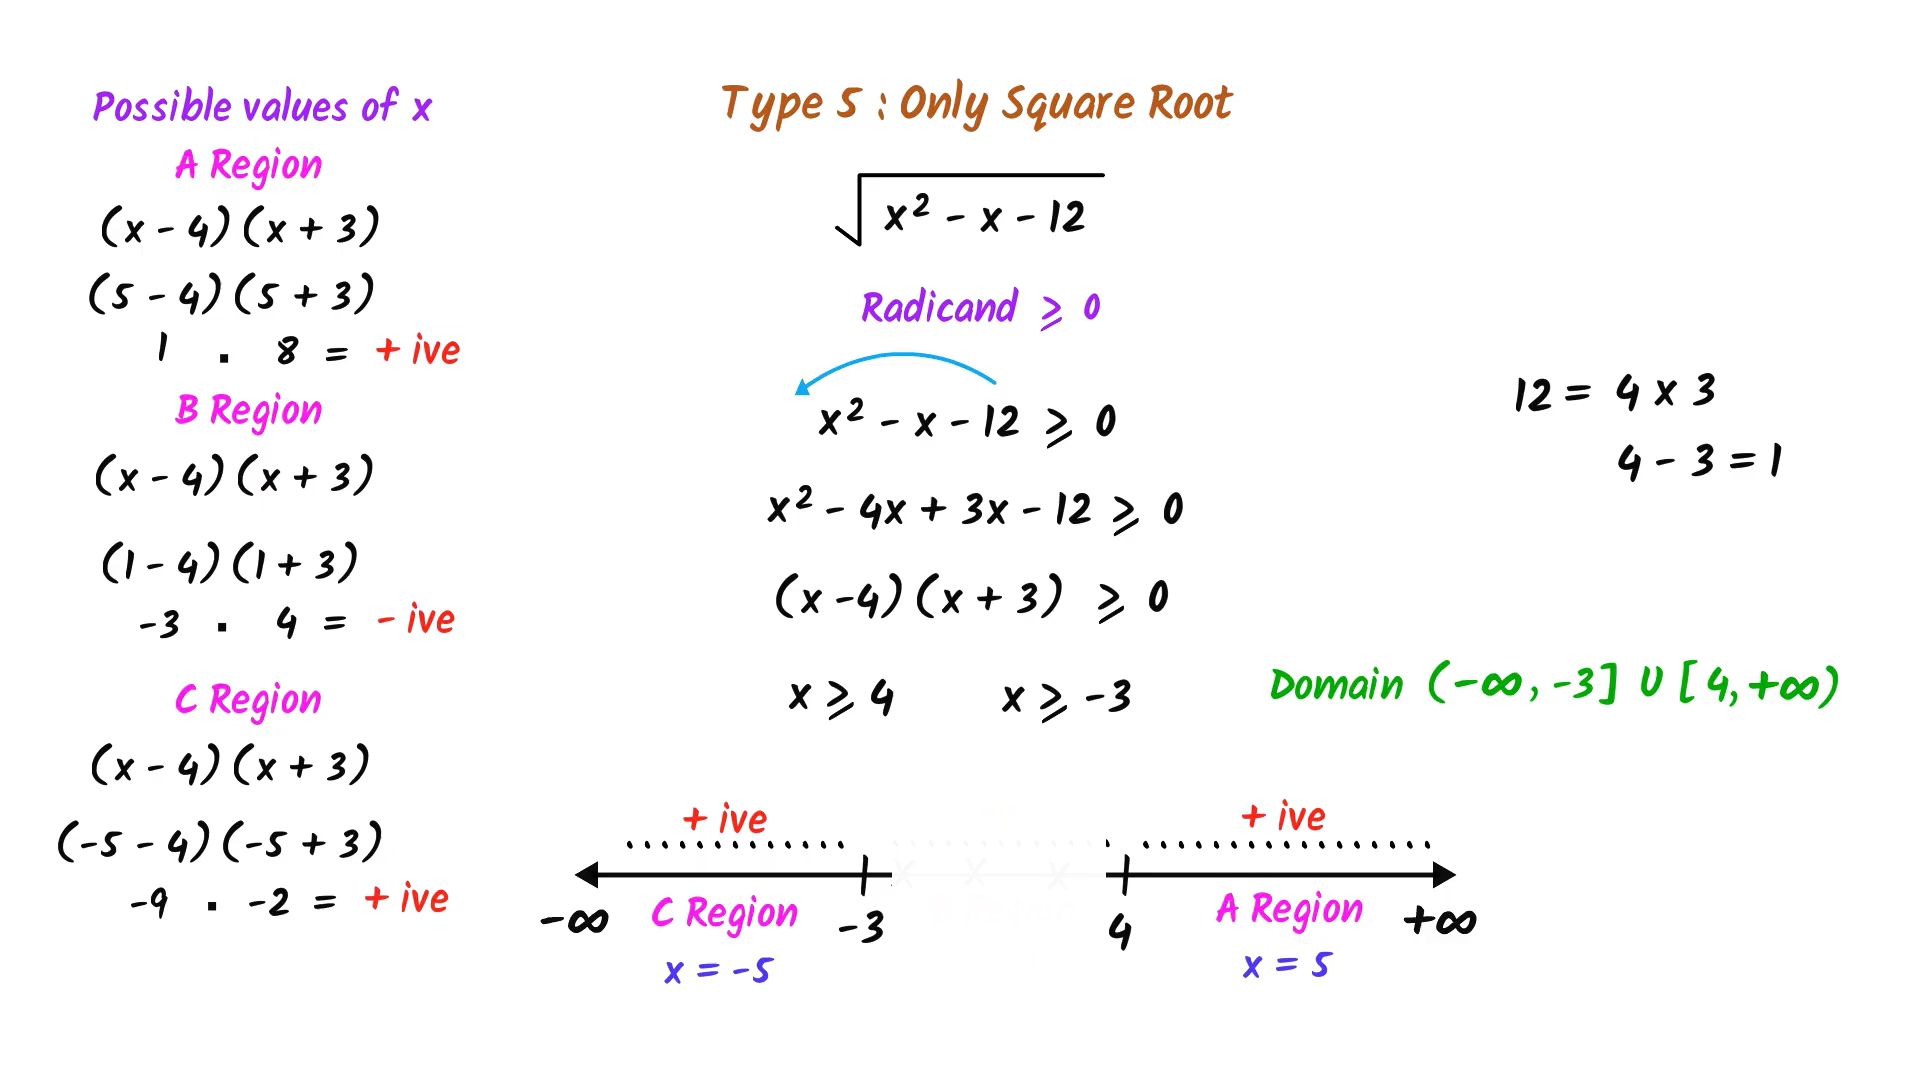 Possible values of x
A Region
(x - 4)(x + 3)
(5 - 4)(5 + 3)
1 . 8 = + ive
B Region
(x - 4)(x + 3)
(1 - 4)(1 + 3)
-3 . 4 = - ive
C Region
(x - 4)(x + 3)
(-5 - 4)(-5 + 3)
-9 . -2 = + ive
Type 5 : Only Square Root
√x² - x - 12
Radicand ⩾ 0
x² - x - 12 ⩾ 0
x² - 4x + 3x - 12 ⩾ 0
(x -4)(x + 3) ⩾ 0
x ⩾ 4 x ⩾ -3
12 = 4 x 3
4 - 3 = 1
Domain (-∞, -3] U [4, +∞)
+ ive + ive
-∞ C Region -3 4 A Region +∞
x = -5 x = 5